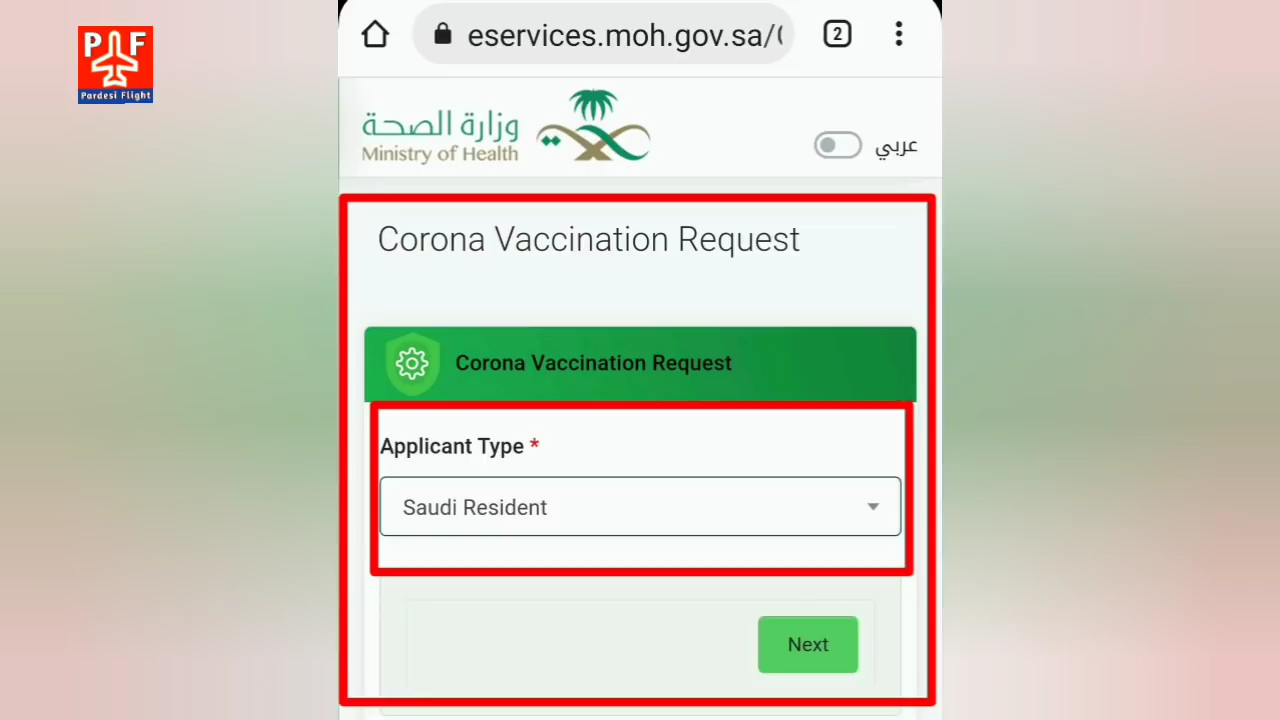 PAF
Pardesi Flight
eservices.moh.gov.sa/
2
وزارة الصحة
Ministry of Health
عربي
Corona Vaccination Request
Corona Vaccination Request
Applicant Type *
Saudi Resident
Next